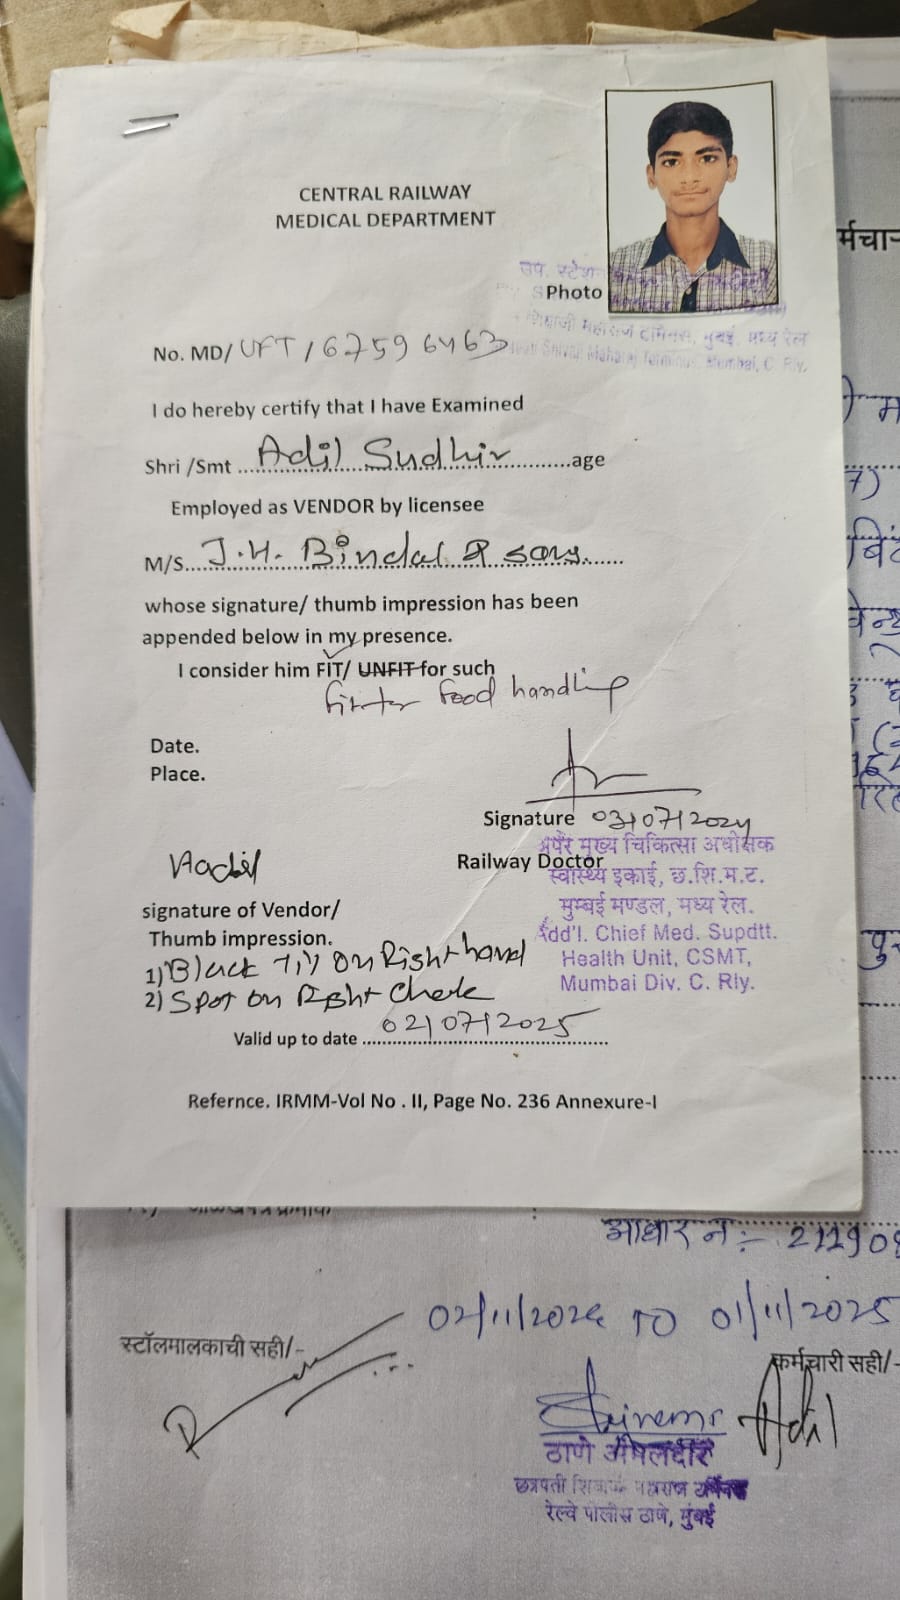 CENTRAL RAILWAY
MEDICAL DEPARTMENT
उप. स्टेशन
Photo
महाराज टर्मिनस, मुंबई, मध्य रेल
Shivaji Maharaj Terminus, Mumbai, C. Rly.
No. MD/UFT/67596463
I do hereby certify that I have Examined
Shri /Smt Adil Sudhir age
Employed as VENDOR by licensee
M/S. J.H. Bindal & sons.
whose signature/ thumb impression has been
appended below in my presence.
I consider him FIT/ UNFIT for such
fit for food handling
Date.
Place.
Signature 03/07/2024
Railway Doctor
अपर मुख्य चिकित्सा अधीक्षक
स्वास्थ्य इकाई, छ.शि.म.ट.
मुम्बई मण्डल, मध्य रेल.
Add'l. Chief Med. Supdtt.
Health Unit, CSMT,
Mumbai Div. C. Rly.
Aadil
signature of Vendor/
Thumb impression.
1) Black Til on Right hand
2) Spot on Right Cheek
Valid up to date 02/07/2025
Refernce. IRMM-Vol No . II, Page No. 236 Annexure-I
र्मचा
आधार नं :- 211908
02/11/2024 TO 01/11/2025
स्टॉलमालकाची सही/-
कर्मचारी सही/-
Adil
ठाणे अंमलदार
छत्रपती शिवाजी महाराज टर्मिनस
रेल्वे पोलीस ठाणे, मुंबई